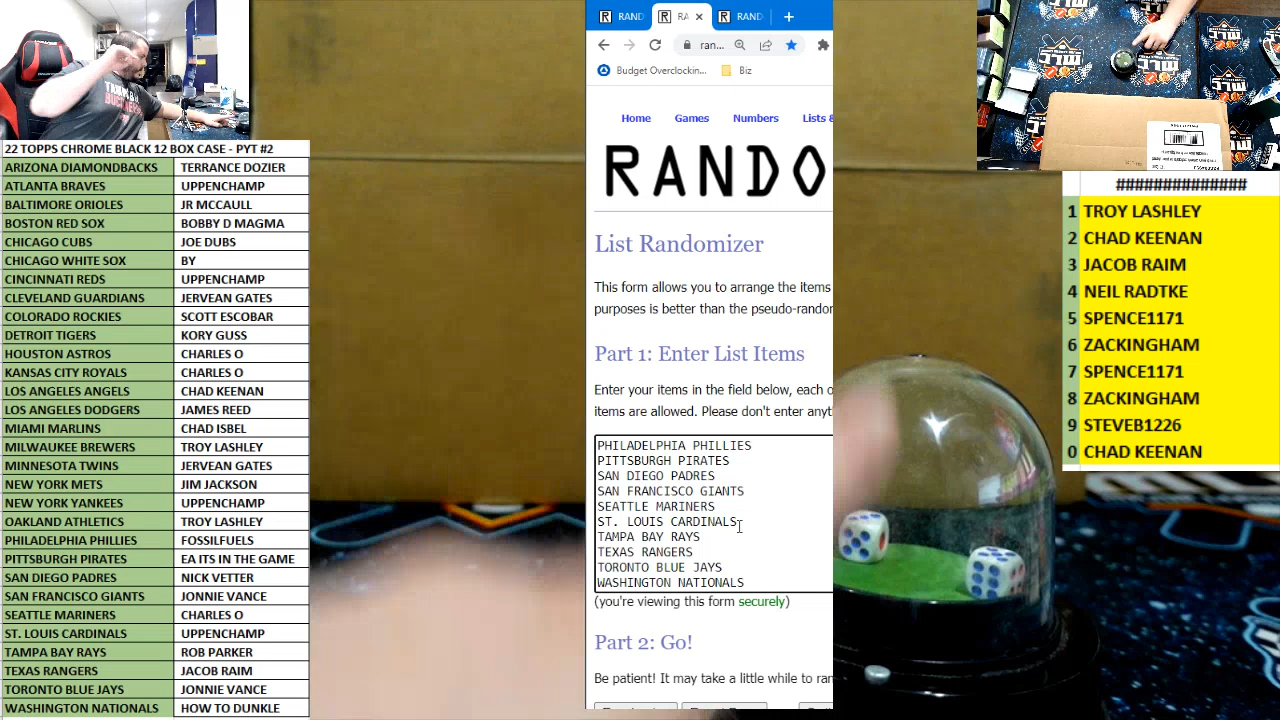 22 TOPPS CHROME BLACK 12 BOX CASE - PYT #2
ARIZONA DIAMONDBACKS TERRANCE DOZIER
ATLANTA BRAVES UPPENCHAMP
BALTIMORE ORIOLES JR MCCAULL
BOSTON RED SOX BOBBY D MAGMA
CHICAGO CUBS JOE DUBS
CHICAGO WHITE SOX BY
CINCINNATI REDS UPPENCHAMP
CLEVELAND GUARDIANS JERVEAN GATES
COLORADO ROCKIES SCOTT ESCOBAR
DETROIT TIGERS KORY GUSS
HOUSTON ASTROS CHARLES O
KANSAS CITY ROYALS CHARLES O
LOS ANGELES ANGELS CHAD KEENAN
LOS ANGELES DODGERS JAMES REED
MIAMI MARLINS CHAD ISBEL
MILWAUKEE BREWERS TROY LASHLEY
MINNESOTA TWINS JERVEAN GATES
NEW YORK METS JIM JACKSON
NEW YORK YANKEES UPPENCHAMP
OAKLAND ATHLETICS TROY LASHLEY
PHILADELPHIA PHILLIES FOSSILFUELS
PITTSBURGH PIRATES EA ITS IN THE GAME
SAN DIEGO PADRES NICK VETTER
SAN FRANCISCO GIANTS JONNIE VANCE
SEATTLE MARINERS CHARLES O
ST. LOUIS CARDINALS UPPENCHAMP
TAMPA BAY RAYS ROB PARKER
TEXAS RANGERS JACOB RAIM
TORONTO BLUE JAYS JONNIE VANCE
WASHINGTON NATIONALS HOW TO DUNKLE
RAND RA RAND
ran...
Budget Overclockin... Biz
Home Games Numbers Lists &
RANDO
List Randomizer
This form allows you to arrange the items
purposes is better than the pseudo-rando
Part 1: Enter List Items
Enter your items in the field below, each o
items are allowed. Please don't enter anyt
PHILADELPHIA PHILLIES
PITTSBURGH PIRATES
SAN DIEGO PADRES
SAN FRANCISCO GIANTS
SEATTLE MARINERS
ST. LOUIS CARDINALS
TAMPA BAY RAYS
TEXAS RANGERS
TORONTO BLUE JAYS
WASHINGTON NATIONALS
(you're viewing this form securely)
Part 2: Go!
Be patient! It may take a little while to ran
##############
1 TROY LASHLEY
2 CHAD KEENAN
3 JACOB RAIM
4 NEIL RADTKE
5 SPENCE1171
6 ZACKINGHAM
7 SPENCE1171
8 ZACKINGHAM
9 STEVEB1226
0 CHAD KEENAN